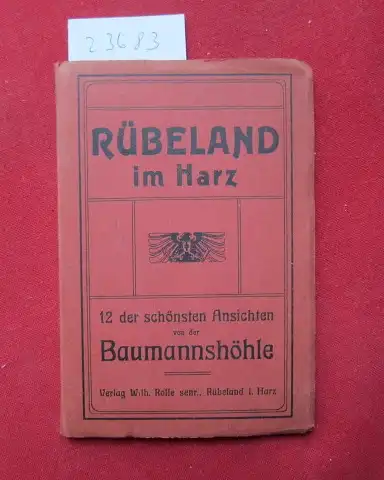 23683
RÜBELAND
im Harz
12 der schönsten Ansichten
von der
Baumannshöhle
Verlag Wilh. Rolle senr., Rübeland i. Harz